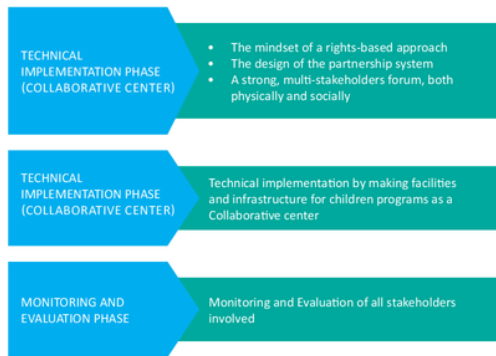 TECHNICAL
IMPLEMENTATION PHASE
(COLLABORATIVE CENTER)
• The mindset of a rights-based approach
• The design of the partnership system
• A strong, multi-stakeholders forum, both
physically and socially
TECHNICAL
IMPLEMENTATION PHASE
(COLLABORATIVE CENTER)
Technical implementation by making facilities
and infrastructure for children programs as a
Collaborative center
MONITORING AND
EVALUATION PHASE
Monitoring and Evaluation of all stakeholders
involved